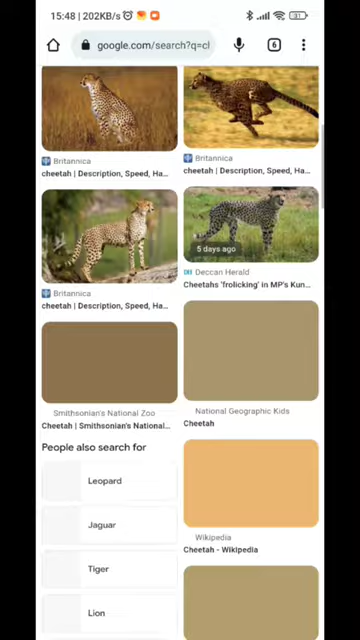 15:48 | 202KB/s
31
google.com/search?q=cl
6
Britannica
cheetah | Description, Speed, Ha...
Britannica
cheetah | Description, Speed, Ha...
Britannica
cheetah | Description, Speed, Ha...
5 days ago
Deccan Herald
Cheetahs 'frolicking' in MP's Kun...
Smithsonian's National Zoo
Cheetah | Smithsonian's National...
National Geographic Kids
Cheetah
People also search for
Leopard
Jaguar
Tiger
Lion
Wikipedia
Cheetah - Wikipedia